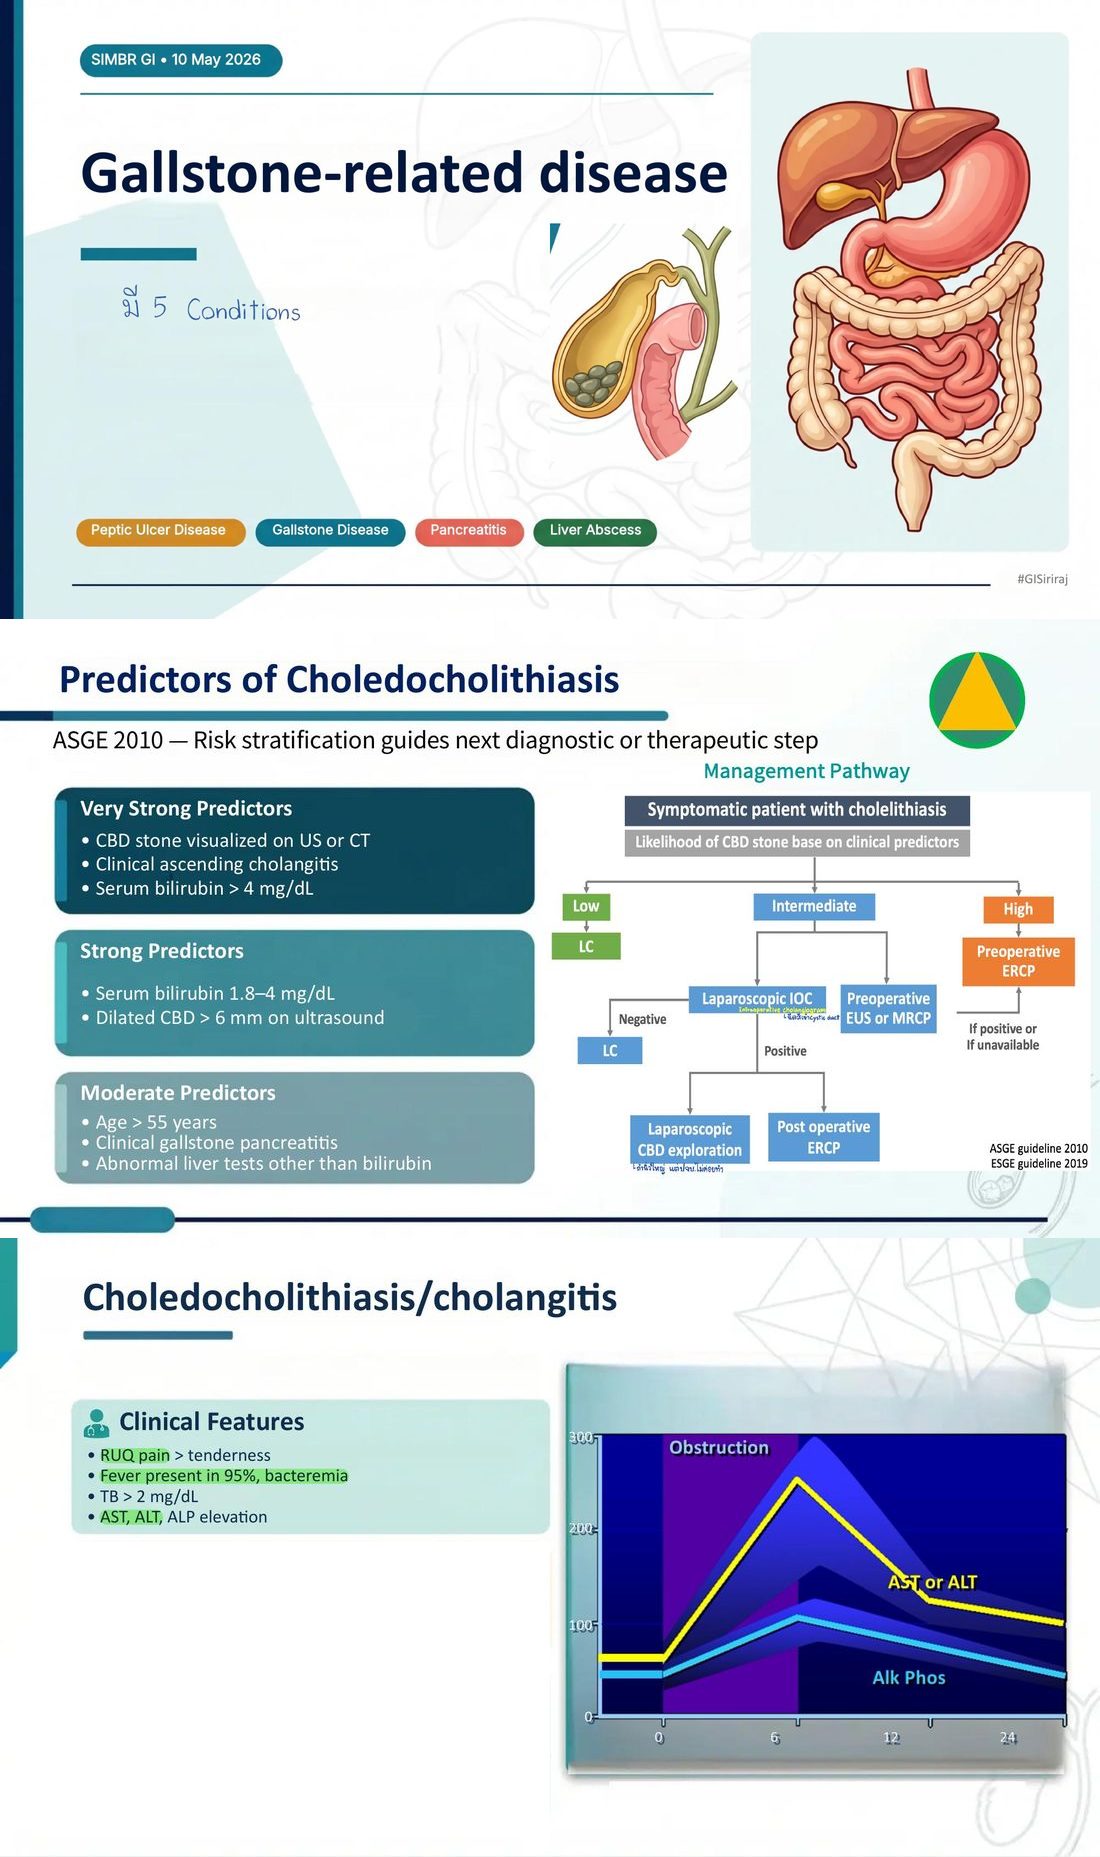 SIMBR GI • 10 May 2026
Gallstone-related disease
มี 5 Conditions
Peptic Ulcer Disease
Gallstone Disease
Pancreatitis
Liver Abscess
#GISiriraj
Predictors of Choledocholithiasis
ASGE 2010 — Risk stratification guides next diagnostic or therapeutic step
Management Pathway
Very Strong Predictors
• CBD stone visualized on US or CT
• Clinical ascending cholangitis
• Serum bilirubin > 4 mg/dL
Strong Predictors
• Serum bilirubin 1.8–4 mg/dL
• Dilated CBD > 6 mm on ultrasound
Moderate Predictors
• Age > 55 years
• Clinical gallstone pancreatitis
• Abnormal liver tests other than bilirubin
Symptomatic patient with cholelithiasis
Likelihood of CBD stone base on clinical predictors
Low
LC
Intermediate
High
Preoperative
ERCP
Laparoscopic IOC
Intraoperative cholangiogram
Preoperative
EUS or MRCP
Negative
LC
If positive or
If unavailable
Positive
Laparoscopic
CBD exploration
Post operative
ERCP
ASGE guideline 2010
ESGE guideline 2019
Choledocholithiasis/cholangitis
Clinical Features
• RUQ pain > tenderness
• Fever present in 95%, bacteremia
• TB > 2 mg/dL
• AST, ALT, ALP elevation
Obstruction
300
200
100
0
AST or ALT
Alk Phos
0 6 12 24